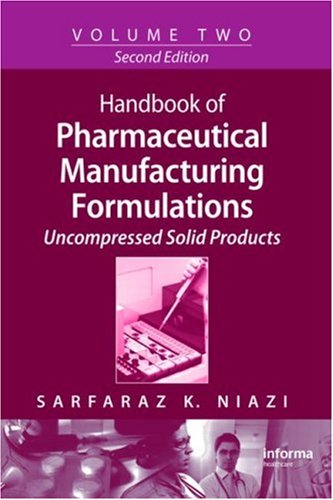 VOLUME TWO
Second Edition
Handbook of
Pharmaceutical
Manufacturing
Formulations
Uncompressed Solid Products
SARFARAZ K. NIAZI
informa
healthcare